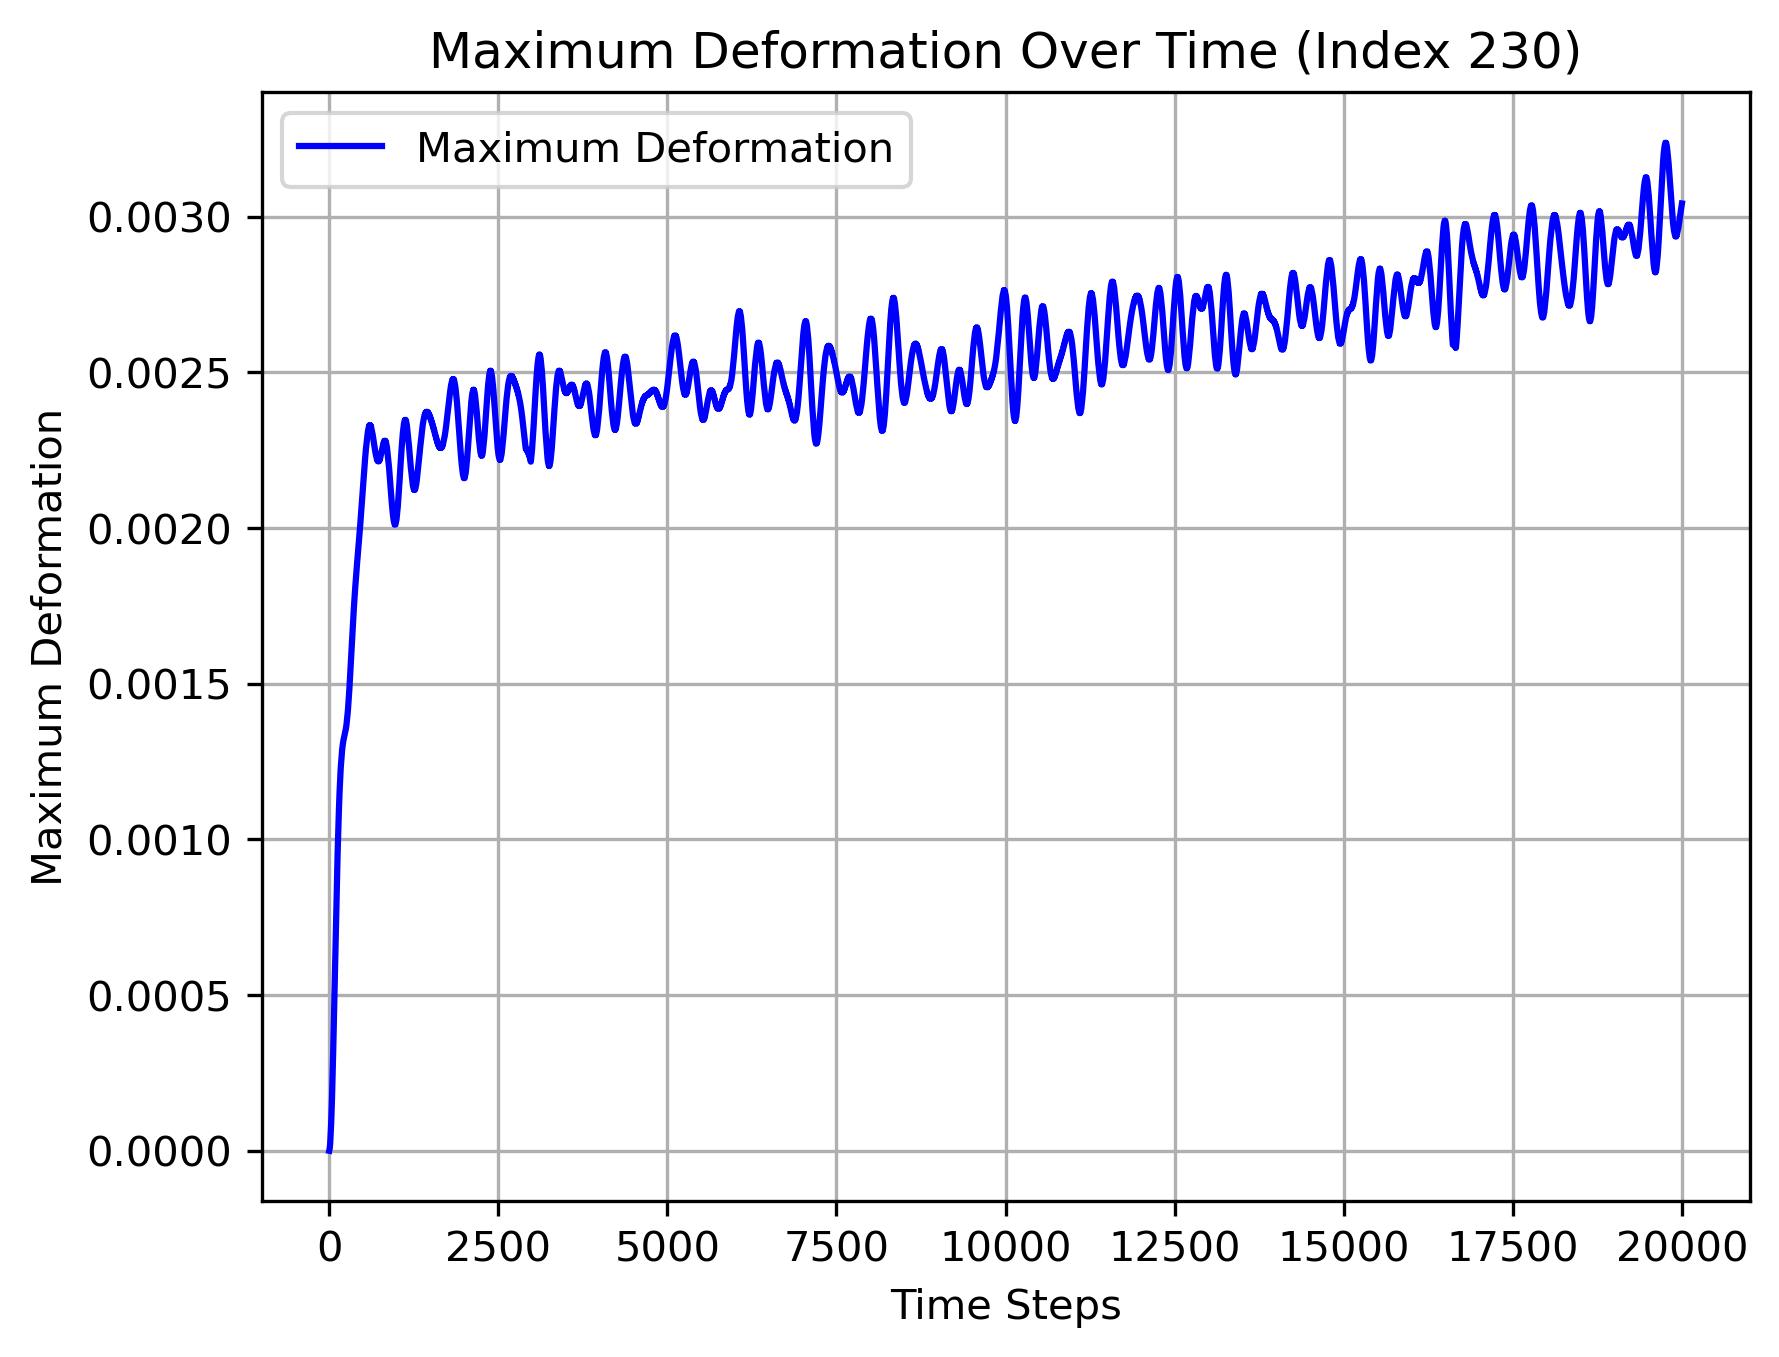 Maximum Deformation Over Time (Index 230)
Maximum Deformation
Maximum Deformation
0.0030
0.0025
0.0020
0.0015
0.0010
0.0005
0.0000
0 2500 5000 7500 10000 12500 15000 17500 20000
Time Steps